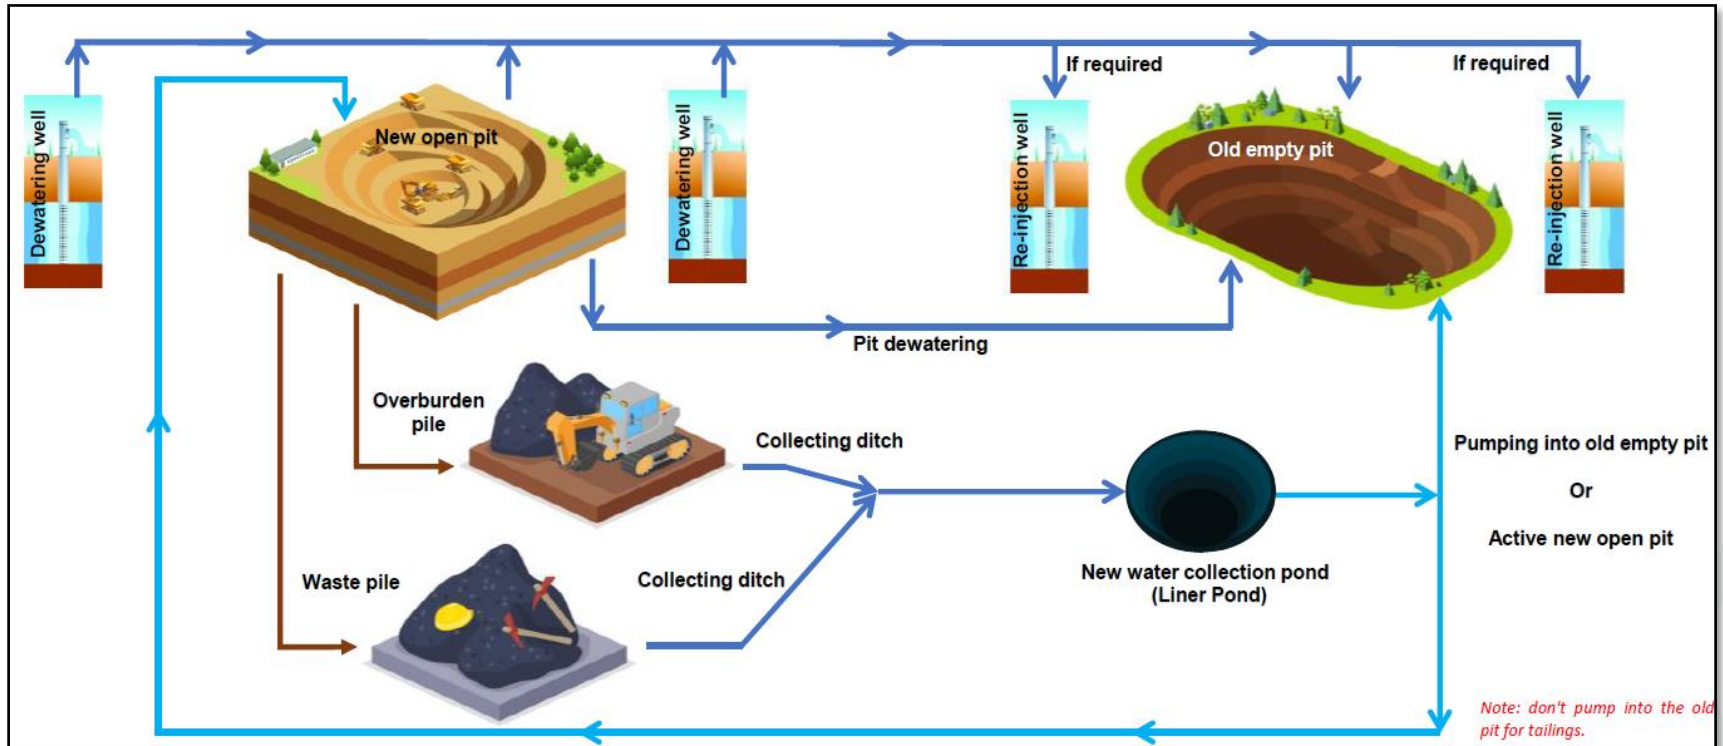 If required
If required
Dewatering well
New open pit
Dewatering well
Re-injection well
Old empty pit
Re-injection well
Pit dewatering
Overburden
pile
Collecting ditch
Pumping into old empty pit
Or
Active new open pit
Waste pile
Collecting ditch
New water collection pond
(Liner Pond)
Note: don't pump into the old
pit for tailings.